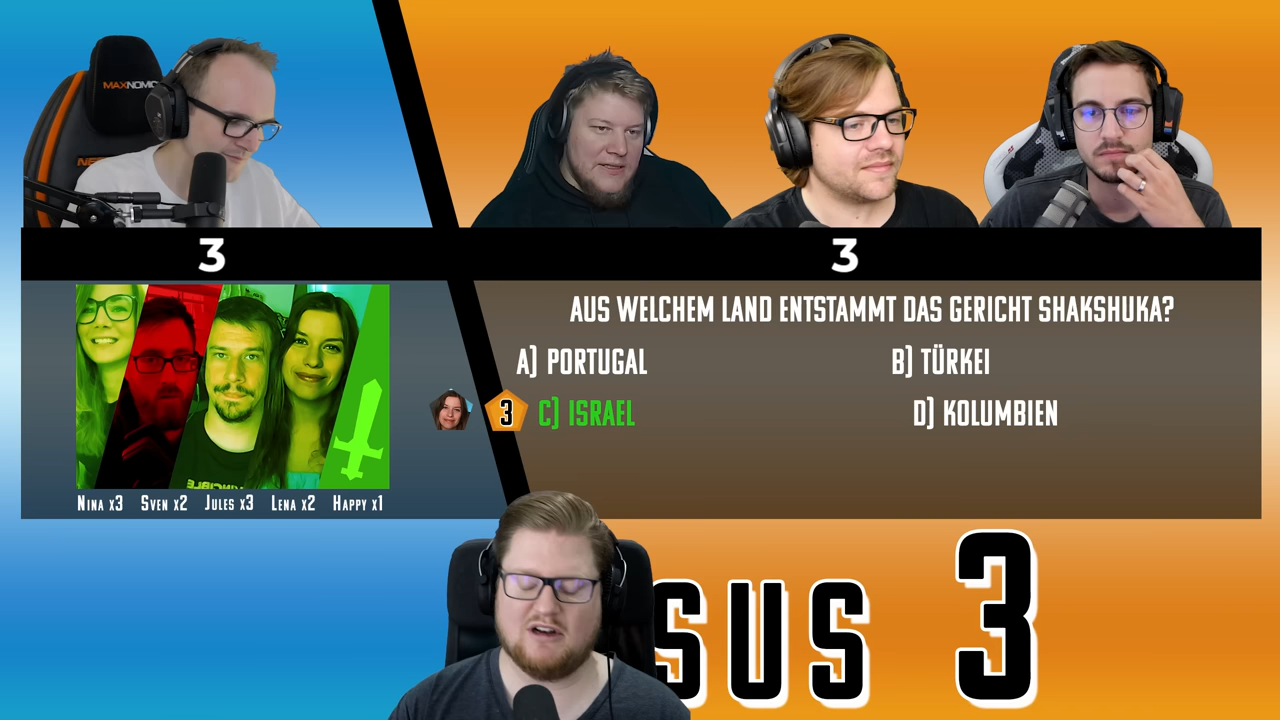 MAXNOMIC
3
3
AUS WELCHEM LAND ENTSTAMMT DAS GERICHT SHAKSHUKA?
A) PORTUGAL
B) TÜRKEI
3 C) ISRAEL
D) KOLUMBIEN
NINA X3 SVEN X2 JULES X3 LENA X2 HAPPY X1
SUS 3